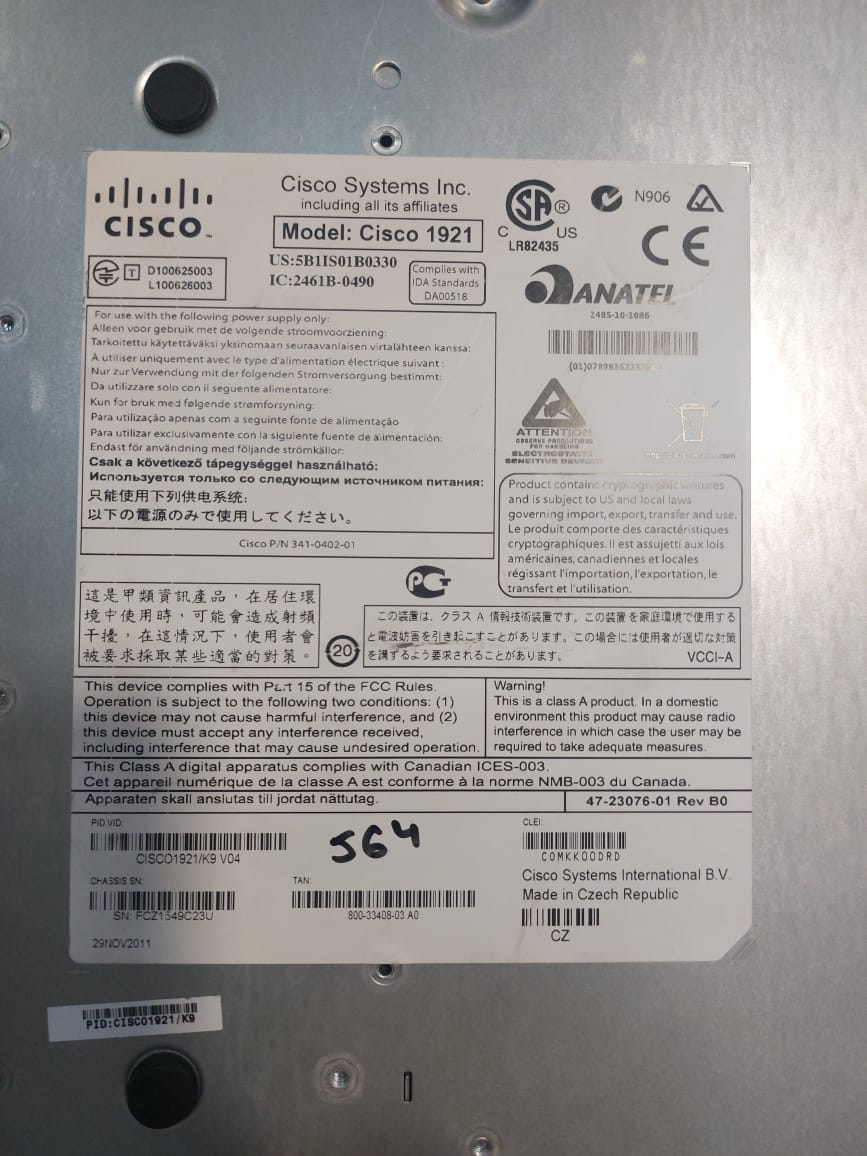 CISCO™
Cisco Systems Inc.
including all its affiliates
Model: Cisco 1921
US:5B1IS01B0330
IC:2461B-0490
Complies with
IDA Standards
DA00518
T D100625003
L100626003
SA ®
C US
LR82435
N906
CE
ANATEL
2485-10-1086
ATTENTION
OBSERVE PRECAUTIONS
FOR HANDLING
ELECTROSTATIC
SENSITIVE DEVICES
For use with the following power supply only:
Alleen voor gebruik met de volgende stroomvoorziening:
Tarkoitettu käytettäväksi yksinomaan seuraavanlaisen virtalähteen kanssa:
À utiliser uniquement avec le type d'alimentation électrique suivant :
Nur zur Verwendung mit der folgenden Stromversorgung bestimmt:
Da utilizzare solo con il seguente alimentatore:
Kun for bruk med følgende strømforsyning:
Para utilização apenas com a seguinte fonte de alimentação
Para utilizar exclusivamente con la siguiente fuente de alimentación:
Endast för användning med följande strömkällor:
Csak a következő tápegységgel használható:
Используется только со следующим источником питания:
只能使用下列供电系统:
以下の電源のみで使用してください。
Cisco P/N 341-0402-01
Product contains cryptographic features
and is subject to US and local laws
governing import, export, transfer and use.
Le produit comporte des caractéristiques
cryptographiques. Il est assujetti aux lois
américaines, canadiennes et locales
régissant l'importation, l'exportation, le
transfert et l'utilisation.
這是甲類資訊產品，在居住環
境中使用時，可能會造成射頻
干擾，在這情況下，使用者會
被要求採取某些適當的對策。
20
この装置は、クラス A 情報技術装置です。この装置を家庭環境で使用する
と電波妨害を引き起こすことがあります。この場合には使用者が適切な対策
を講ずるよう要求されることがあります。 VCCI-A
This device complies with Part 15 of the FCC Rules.
Operation is subject to the following two conditions: (1)
this device may not cause harmful interference, and (2)
this device must accept any interference received,
including interference that may cause undesired operation.
Warning!
This is a class A product. In a domestic
environment this product may cause radio
interference in which case the user may be
required to take adequate measures.
This Class A digital apparatus complies with Canadian ICES-003.
Cet appareil numérique de la classe A est conforme à la norme NMB-003 du Canada.
Apparaten skall anslutas till jordat nättutag.
47-23076-01 Rev B0
PID VID:
CISCO1921/K9 V04
564
CLEI:
COMKK00DRD
CHASSIS SN:
SN: FCZ1549C23U
TAN:
800-33408-03 A0
Cisco Systems International B.V.
Made in Czech Republic
CZ
29NOV2011
PID:CISCO1921/K9